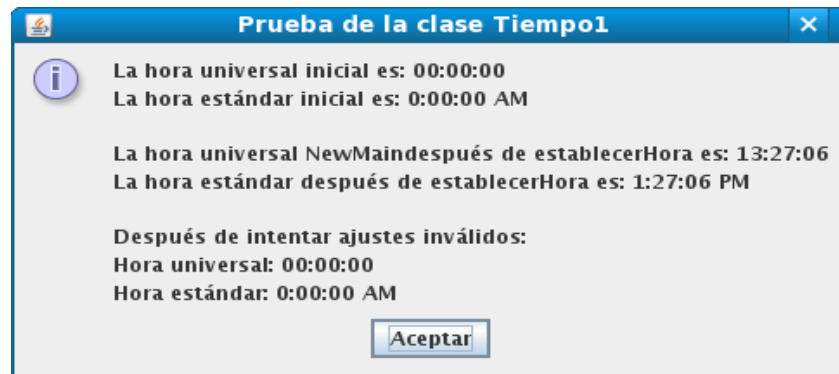 Prueba de la clase Tiempo1
La hora universal inicial es: 00:00:00
La hora estándar inicial es: 0:00:00 AM
La hora universal NewMaindespués de establecerHora es: 13:27:06
La hora estándar después de establecerHora es: 1:27:06 PM
Después de intentar ajustes inválidos:
Hora universal: 00:00:00
Hora estándar: 0:00:00 AM
Aceptar